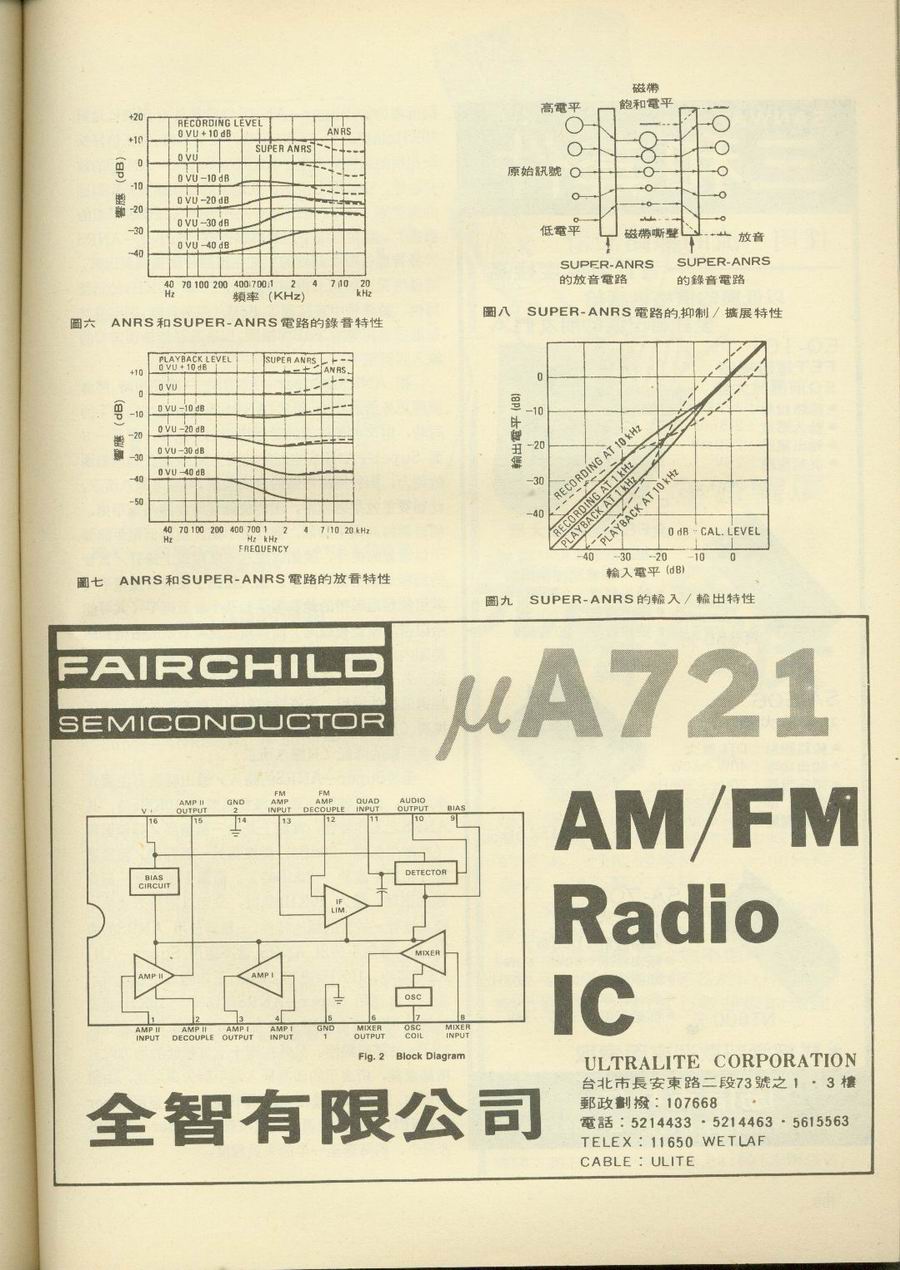 +20
+10
0
-10
-20
-30
-40
響應 (dB)
RECORDING LEVEL
0 VU + 10 dB
ANRS
SUPER ANRS
0 VU
0 VU -10 dB
0 VU -20 dB
0 VU -30 dB
0 VU -40 dB
40 70 100 200 400 700 1 2 4 7 10 20
Hz kHz
頻率 (KHz)
圖六 ANRS和SUPER-ANRS電路的錄音特性
磁帶
飽和電平
高電平
原始訊號
低電平
磁帶嘶聲
放音
SUPER-ANRS
的放音電路
SUPER-ANRS
的錄音電路
圖八 SUPER-ANRS電路的抑制/擴展特性
+10
0
-10
-20
-30
-40
-50
響應 (dB)
PLAYBACK LEVEL
0 VU + 10 dB
SUPER ANRS
ANRS
0 VU
0 VU -10 dB
0 VU -20 dB
0 VU -30 dB
0 VU -40 dB
40 70 100 200 400 700 1 2 4 7 10 20 kHz
Hz Hz kHz
FREQUENCY
圖七 ANRS和SUPER-ANRS電路的放音特性
0
-10
-20
-30
-40
輸出電平 (dB)
RECORDING AT 10 kHz
RECORDING AT 1 kHz
PLAYBACK AT 1 kHz
PLAYBACK AT 10 kHz
0 dB - CAL. LEVEL
-40 -30 -20 -10 0
輸入電平 (dB)
圖九 SUPER-ANRS的輸入/輸出特性
FAIRCHILD
SEMICONDUCTOR
μA721
AM/FM
Radio
IC
V +
AMP II
OUTPUT
GND
2
FM
AMP
INPUT
FM
AMP
DECOUPLE
QUAD
INPUT
AUDIO
OUTPUT
BIAS
16 15 14 13 12 11 10 9
BIAS
CIRCUIT
DETECTOR
IF
LIM.
AMP II
AMP I
MIXER
OSC
1 2 3 4 5 6 7 8
AMP II
INPUT
AMP II
DECOUPLE
AMP I
OUTPUT
AMP I
INPUT
GND
1
MIXER
OUTPUT
OSC
COIL
MIXER
INPUT
Fig. 2 Block Diagram
全智有限公司
ULTRALITE CORPORATION
台北市長安東路二段73號之1・3樓
郵政劃撥：107668
電話：5214433・5214463・5615563
TELEX：11650 WETLAF
CABLE：ULITE